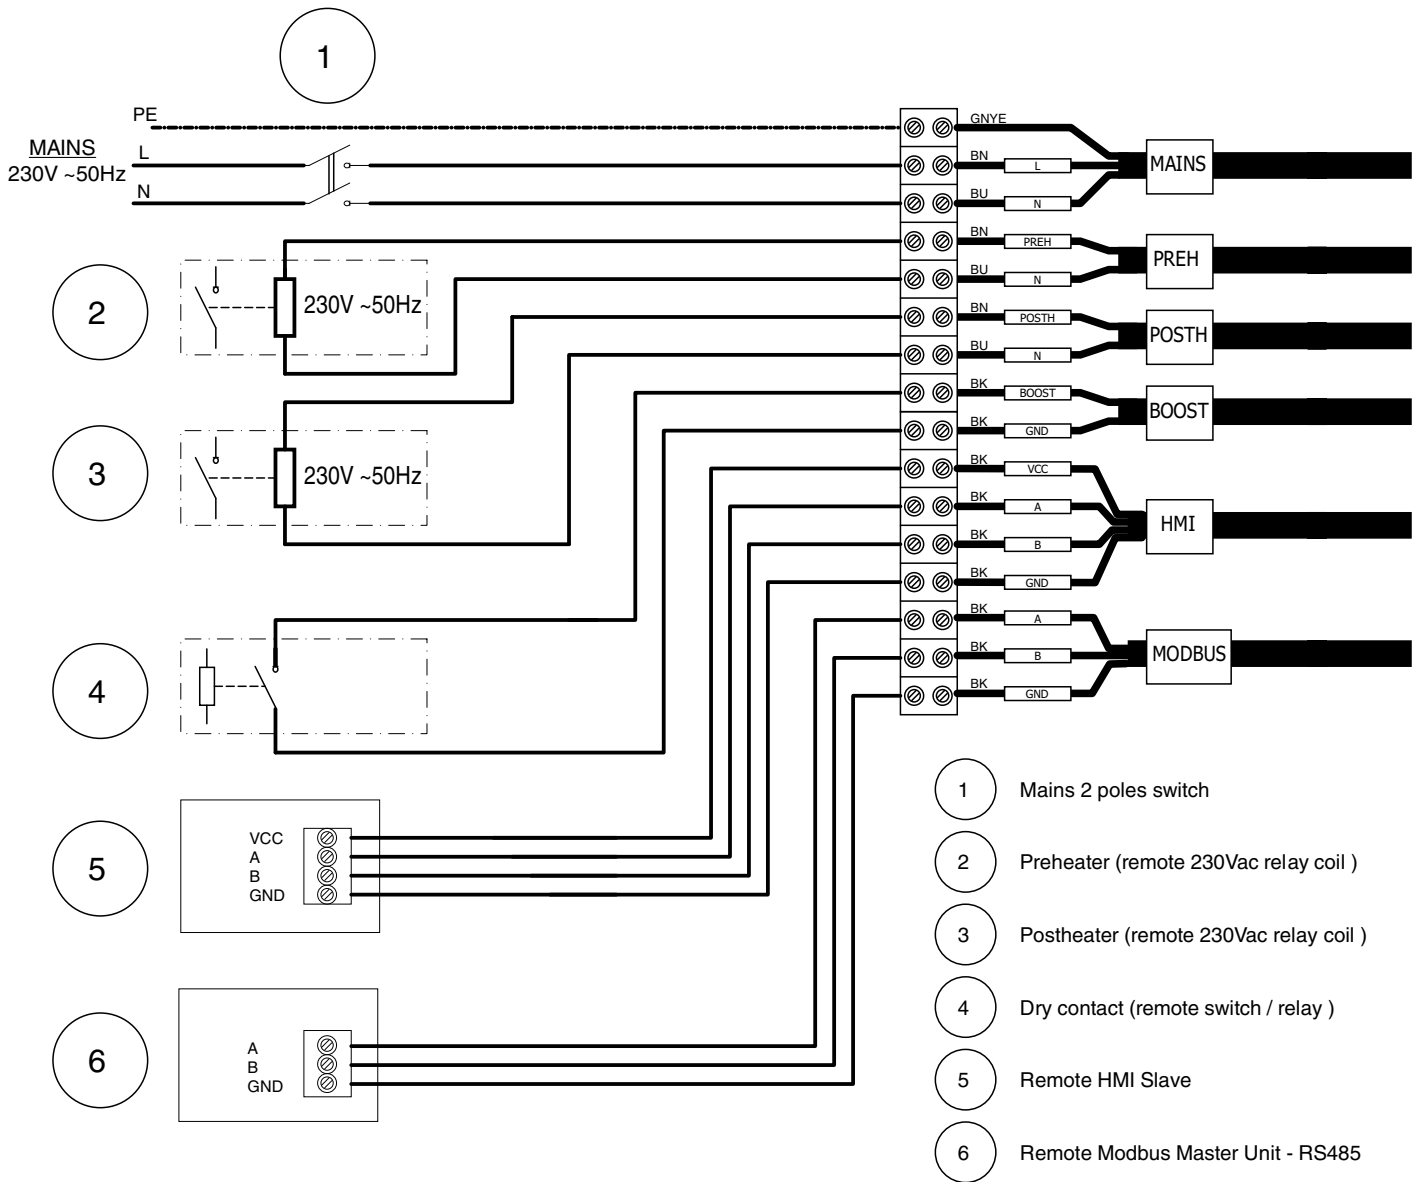 1
PE
MAINS
230V ~50Hz
L
N
GNYE
BN
L
BU
N
MAINS
BN
PREH
BU
N
PREH
2
230V ~50Hz
BN
POSTH
BU
N
POSTH
BK
BOOST
BK
GND
BOOST
3
230V ~50Hz
BK
VCC
BK
A
BK
B
BK
GND
HMI
BK
A
BK
B
BK
GND
MODBUS
4
5
VCC
A
B
GND
6
A
B
GND
1 Mains 2 poles switch
2 Preheater (remote 230Vac relay coil )
3 Postheater (remote 230Vac relay coil )
4 Dry contact (remote switch / relay )
5 Remote HMI Slave
6 Remote Modbus Master Unit - RS485